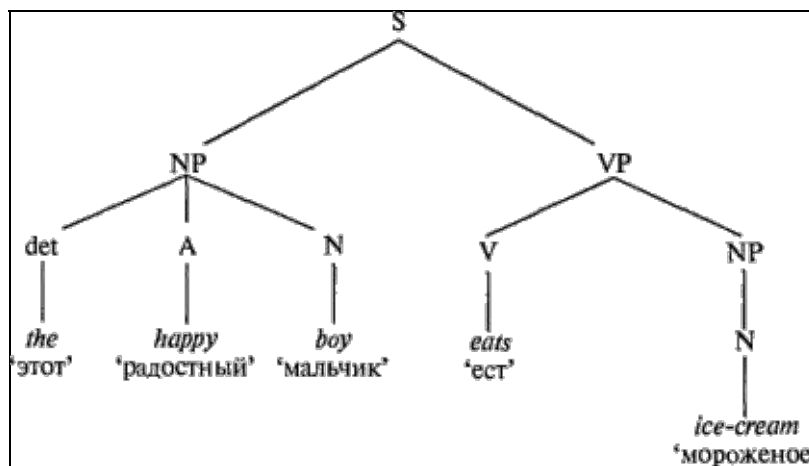 S
NP VP
det A N V NP
the happy boy eats N
‘этот’ ‘радостный’ ‘мальчик’ ‘ест’
ice-cream
‘мороженое